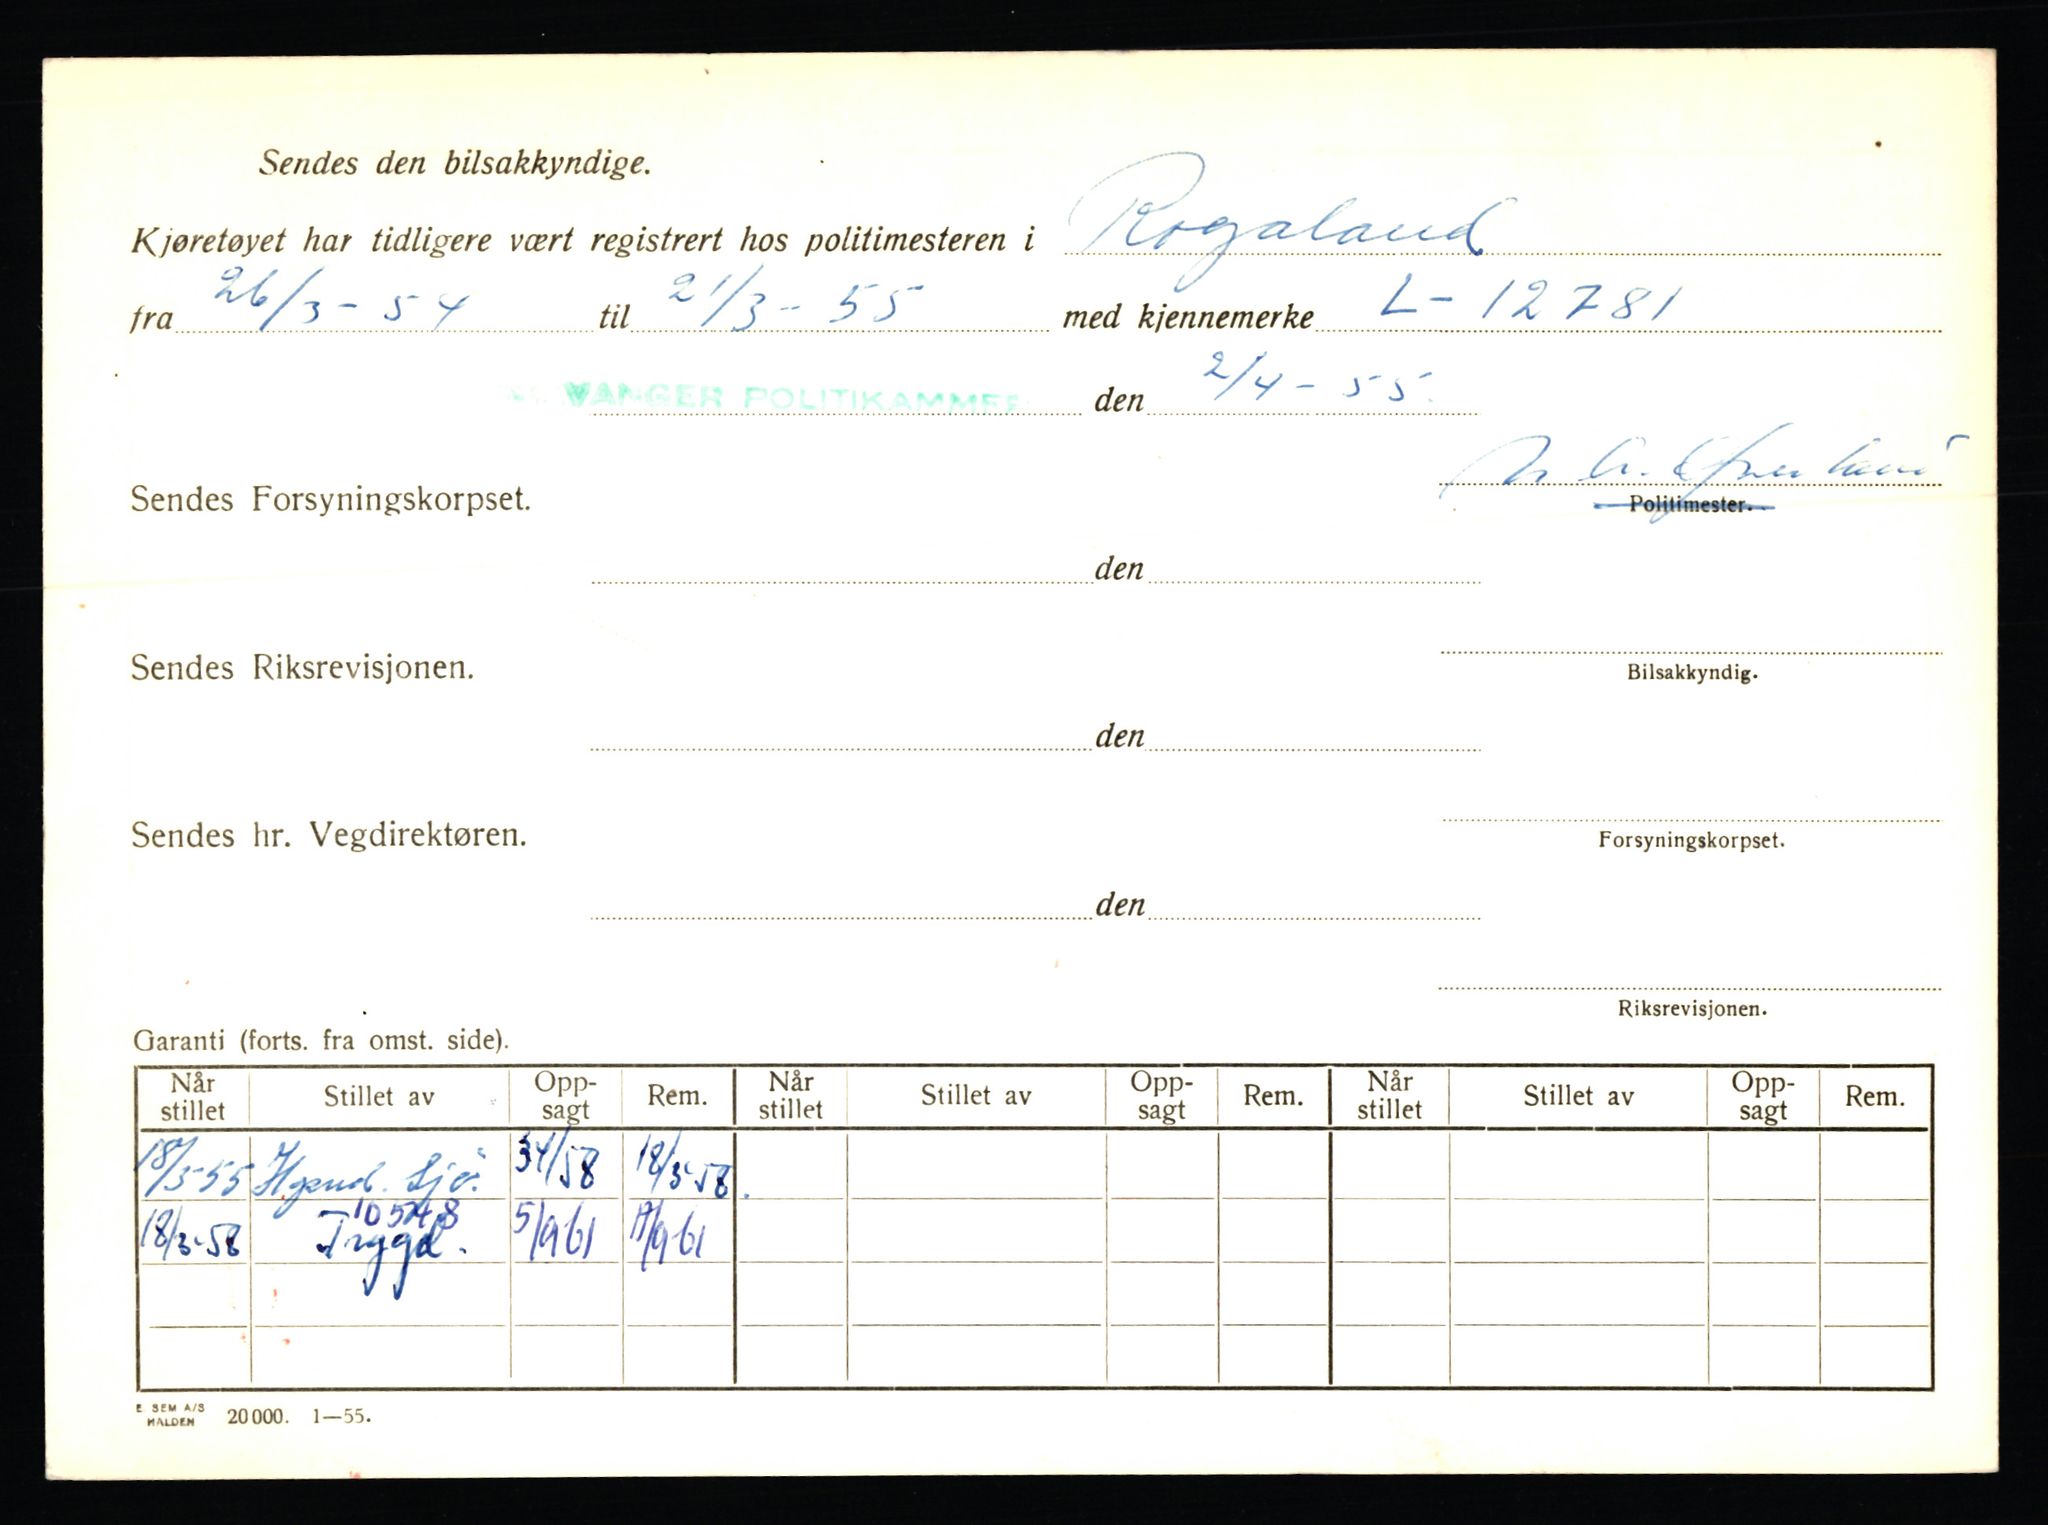 Sendes den bilsakkyndige.
Kjøretøyet har tidligere vært registrert hos politimesteren i Rogaland
fra 26/3-54 til 21/3-55 med kjennemerke L-12781
VANGER POLITIKAMMER den 2/4-55.
Sendes Forsyningskorpset.
Politimester.
den
Sendes Riksrevisjonen.
Bilsakkyndig.
den
Sendes hr. Vegdirektøren.
Forsyningskorpset.
den
Riksrevisjonen.
Garanti (forts. fra omst. side).
Når stillet Stillet av Opp-sagt Rem. Når stillet Stillet av Opp-sagt Rem. Når stillet Stillet av Opp-sagt Rem.
18/3-55 Sjø. 3/58 18/3-58.
10548
18/3-58 Trygd. 5/9 61 /9-61
E. SEM A/S
HALDEN 20000. 1—55.